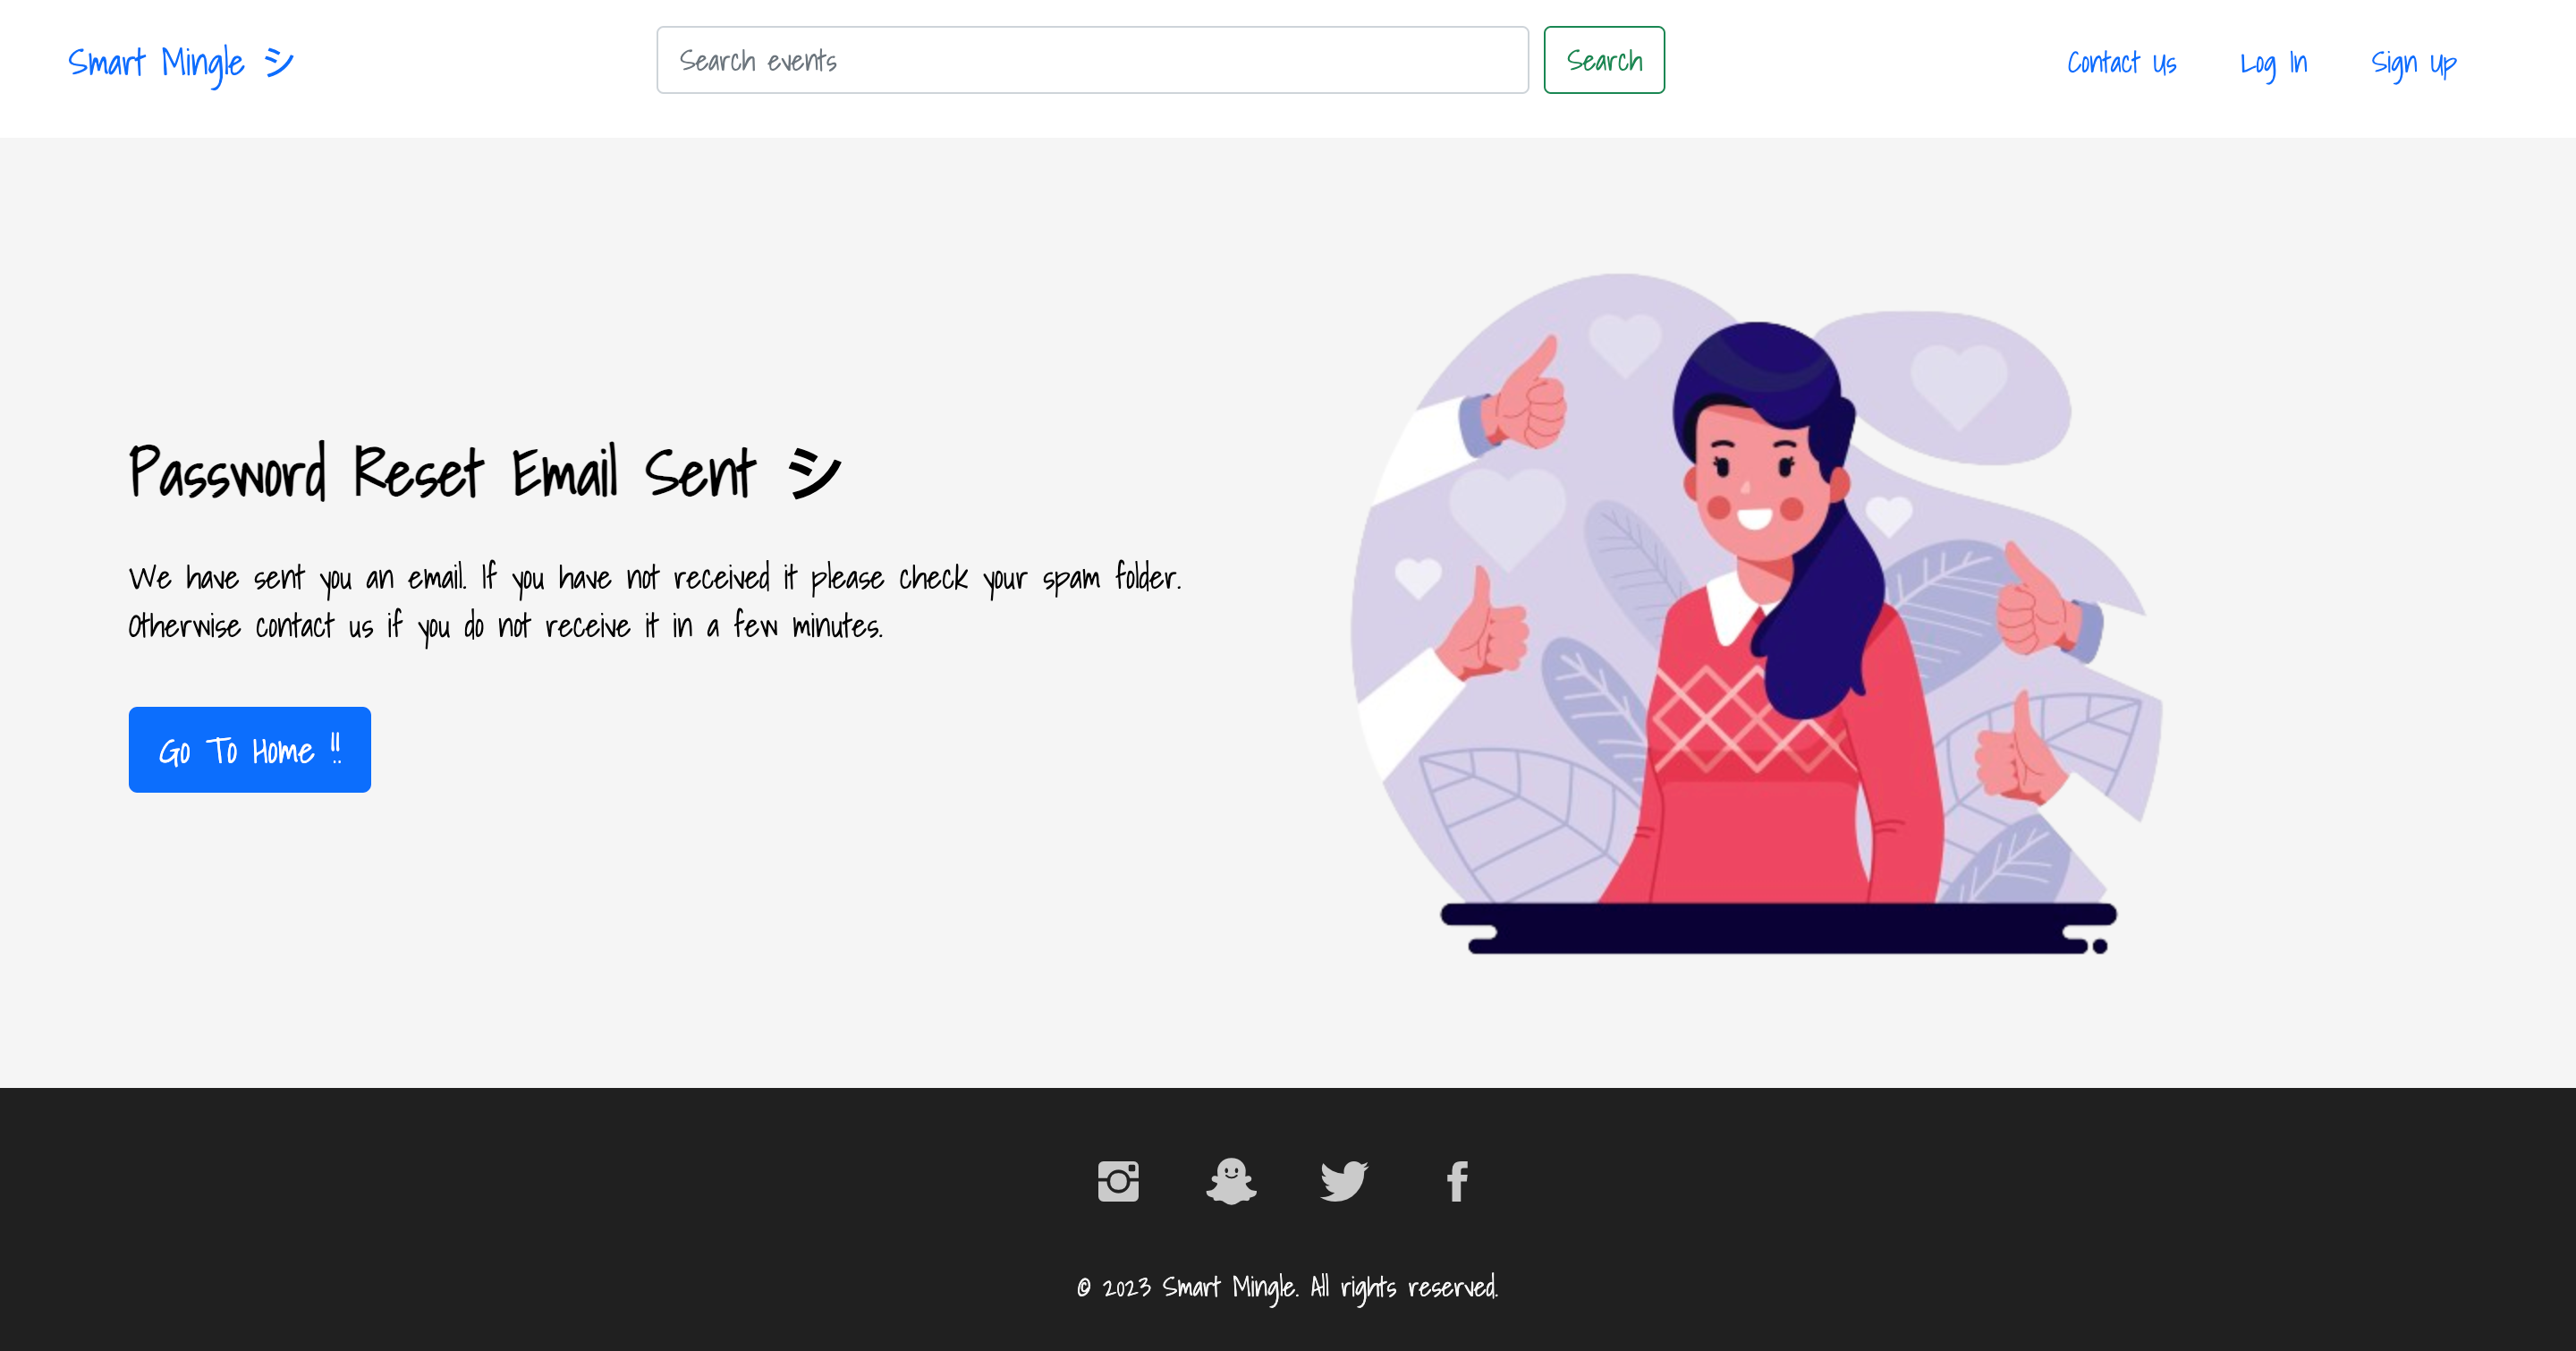 Smart Mingle シ
Search events
Search
Contact Us
Log In
Sign Up
Password Reset Email Sent シ
We have sent you an email. If you have not received it please check your spam folder.
Otherwise contact us if you do not receive it in a few minutes.
Go To Home !!
© 2023 Smart Mingle. All rights reserved.